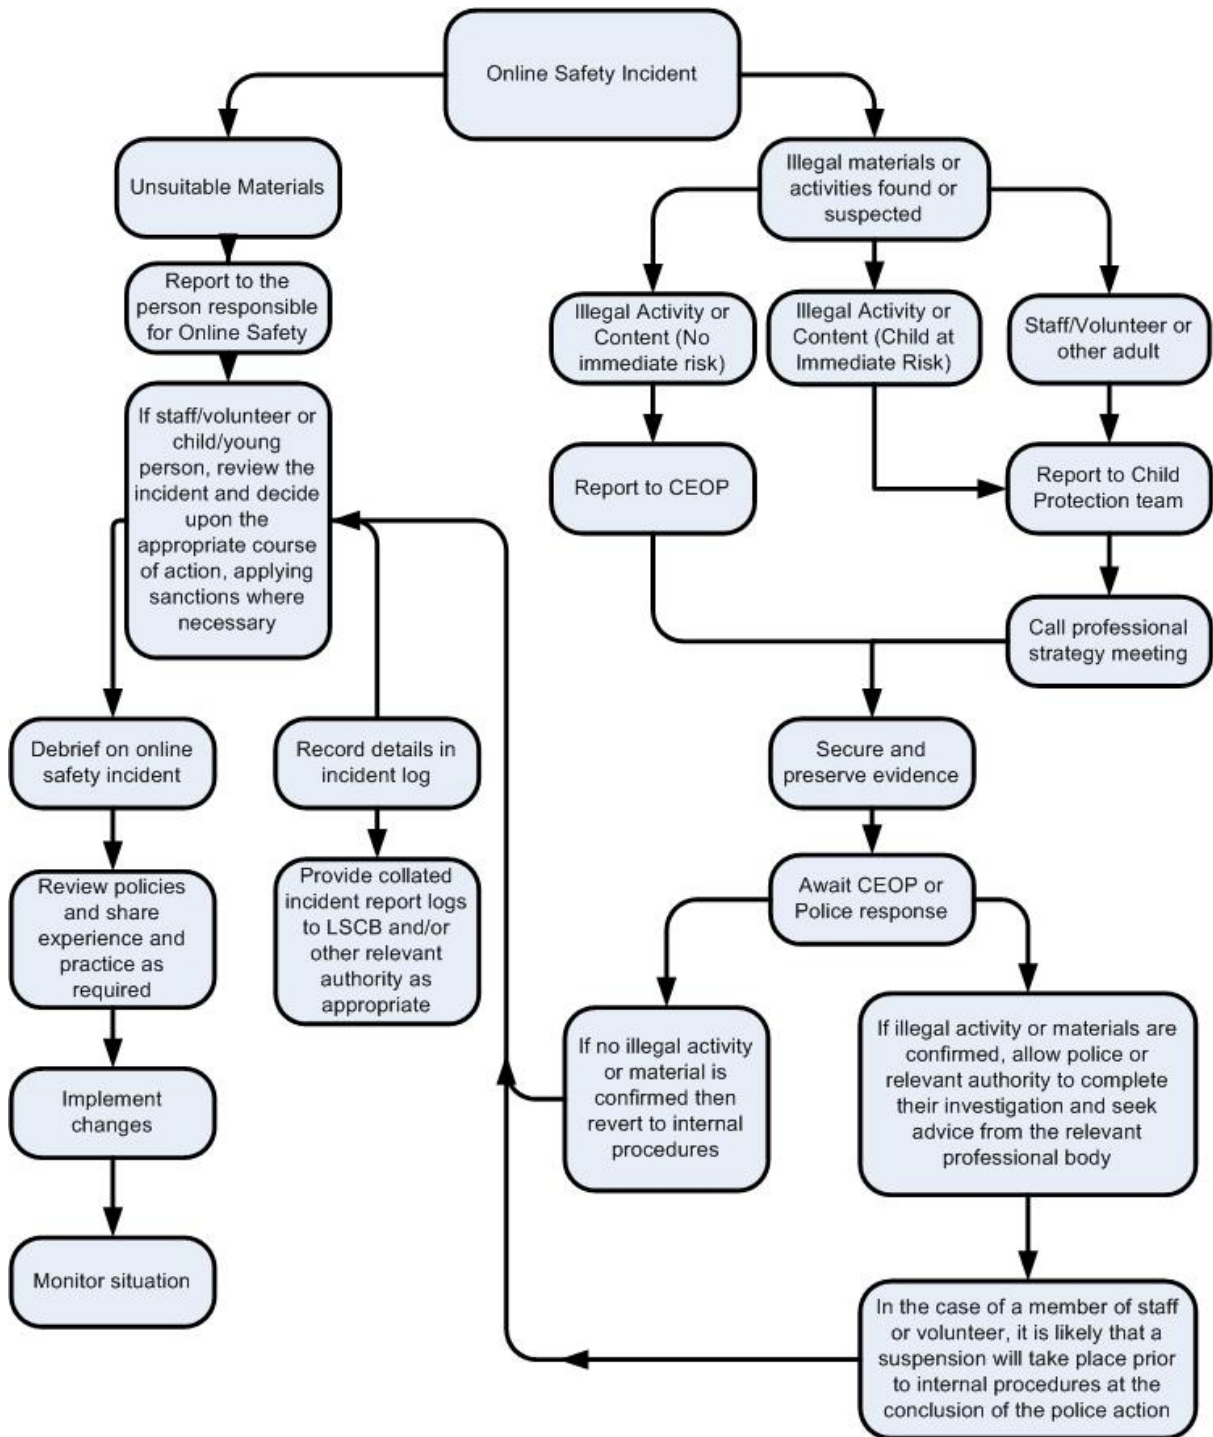 Online Safety Incident
Unsuitable Materials
Report to the
person responsible
for Online Safety
If staff/volunteer or
child/young
person, review the
incident and decide
upon the
appropriate course
of action, applying
sanctions where
necessary
Debrief on online
safety incident
Review policies
and share
experience and
practice as
required
Implement
changes
Monitor situation
Record details in
incident log
Provide collated
incident report logs
to LSCB and/or
other relevant
authority as
appropriate
Illegal materials or
activities found or
suspected
Illegal Activity or
Content (No
immediate risk)
Illegal Activity or
Content (Child at
Immediate Risk)
Staff/Volunteer or
other adult
Report to CEOP
Report to Child
Protection team
Call professional
strategy meeting
Secure and
preserve evidence
Await CEOP or
Police response
If no illegal activity
or material is
confirmed then
revert to internal
procedures
If illegal activity or materials are
confirmed, allow police or
relevant authority to complete
their investigation and seek
advice from the relevant
professional body
In the case of a member of staff
or volunteer, it is likely that a
suspension will take place prior
to internal procedures at the
conclusion of the police action